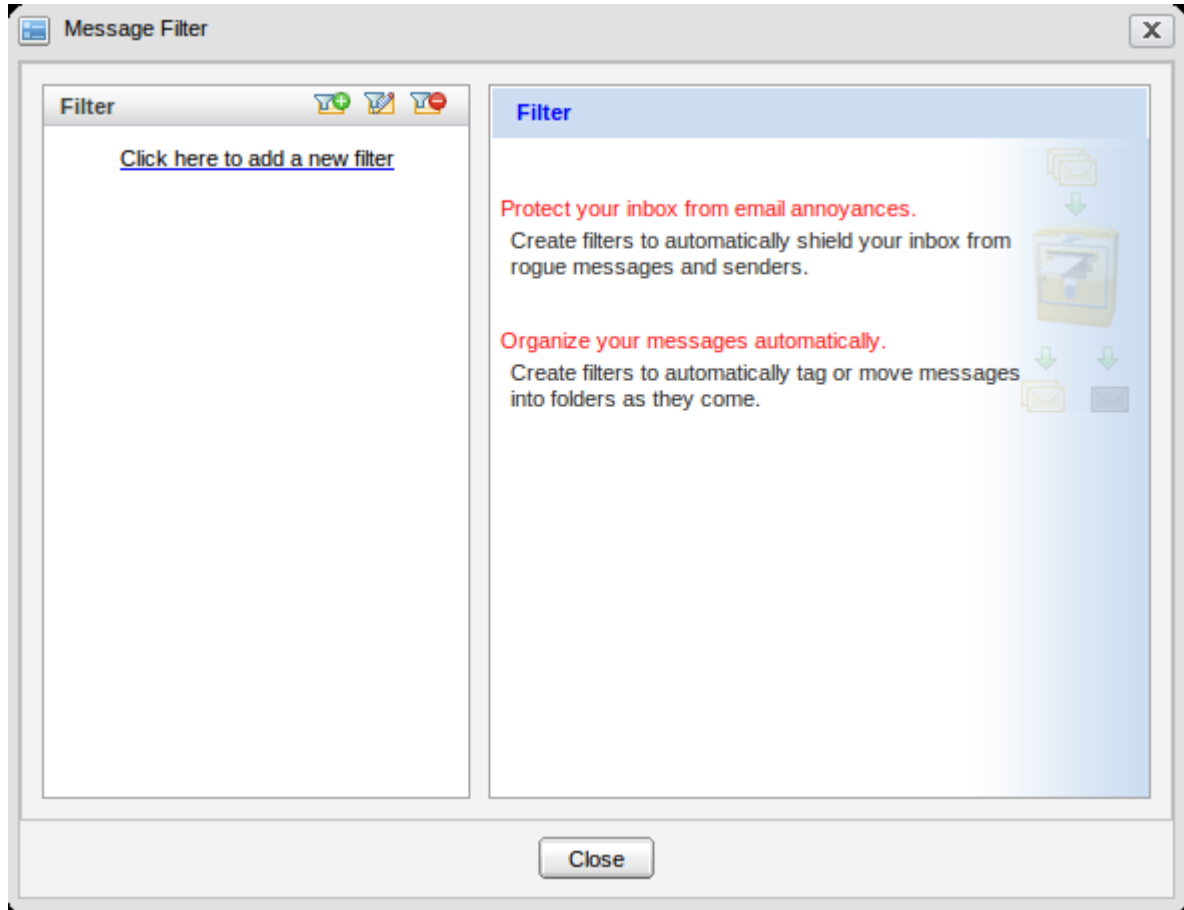 Message Filter
X
Filter
Click here to add a new filter
Filter
Protect your inbox from email annoyances.
Create filters to automatically shield your inbox from
rogue messages and senders.
Organize your messages automatically.
Create filters to automatically tag or move messages
into folders as they come.
Close